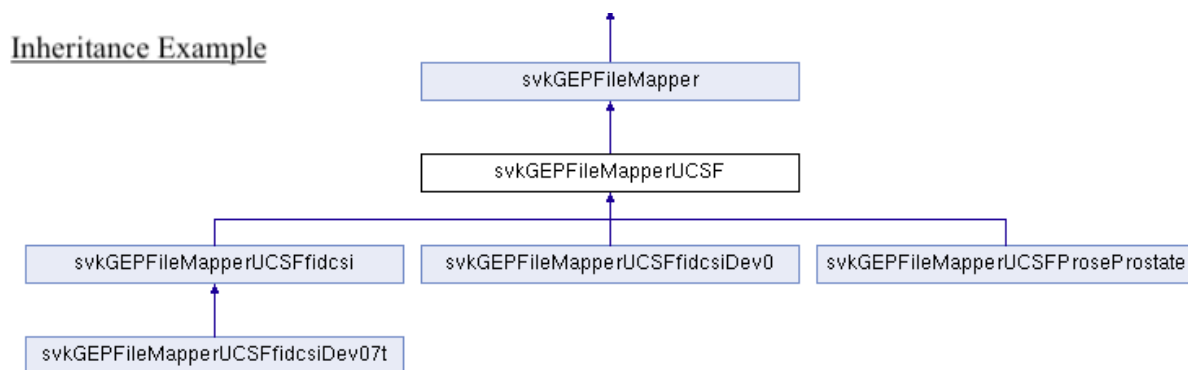 Inheritance Example
svkGEPFileMapper
svkGEPFileMapperUCSF
svkGEPFileMapperUCSFfidcsi
svkGEPFileMapperUCSFfidcsiDev0
svkGEPFileMapperUCSFProseProstate
svkGEPFileMapperUCSFfidcsiDev07t